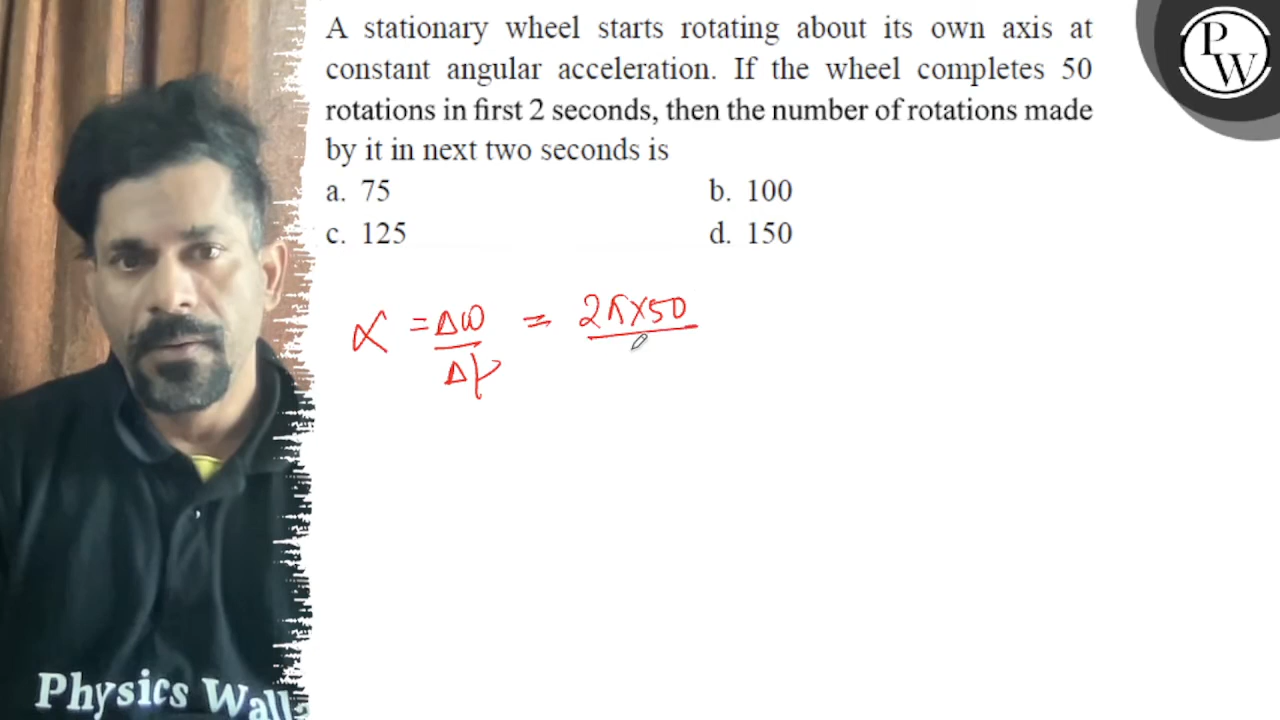 A stationary wheel starts rotating about its own axis at
constant angular acceleration. If the wheel completes 50
rotations in first 2 seconds, then the number of rotations made
by it in next two seconds is
a. 75 b. 100
c. 125 d. 150
α = Δω/Δt = 2π×50
PW
Physics Wall